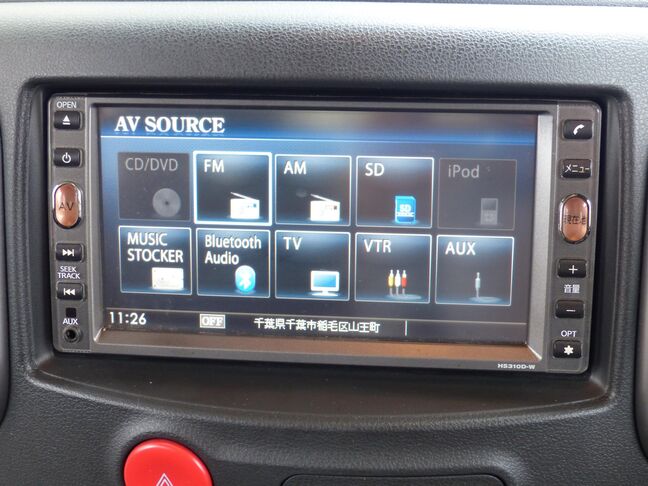 OPEN
AV
SEEK
TRACK
AUX
AV SOURCE
CD/DVD
FM
AM
SD
iPod
MUSIC
STOCKER
Bluetooth
Audio
TV
VTR
AUX
11:26
OFF
千葉県千葉市稲毛区山王町
メニュー
現在地
音量
OPT
HS310D-W